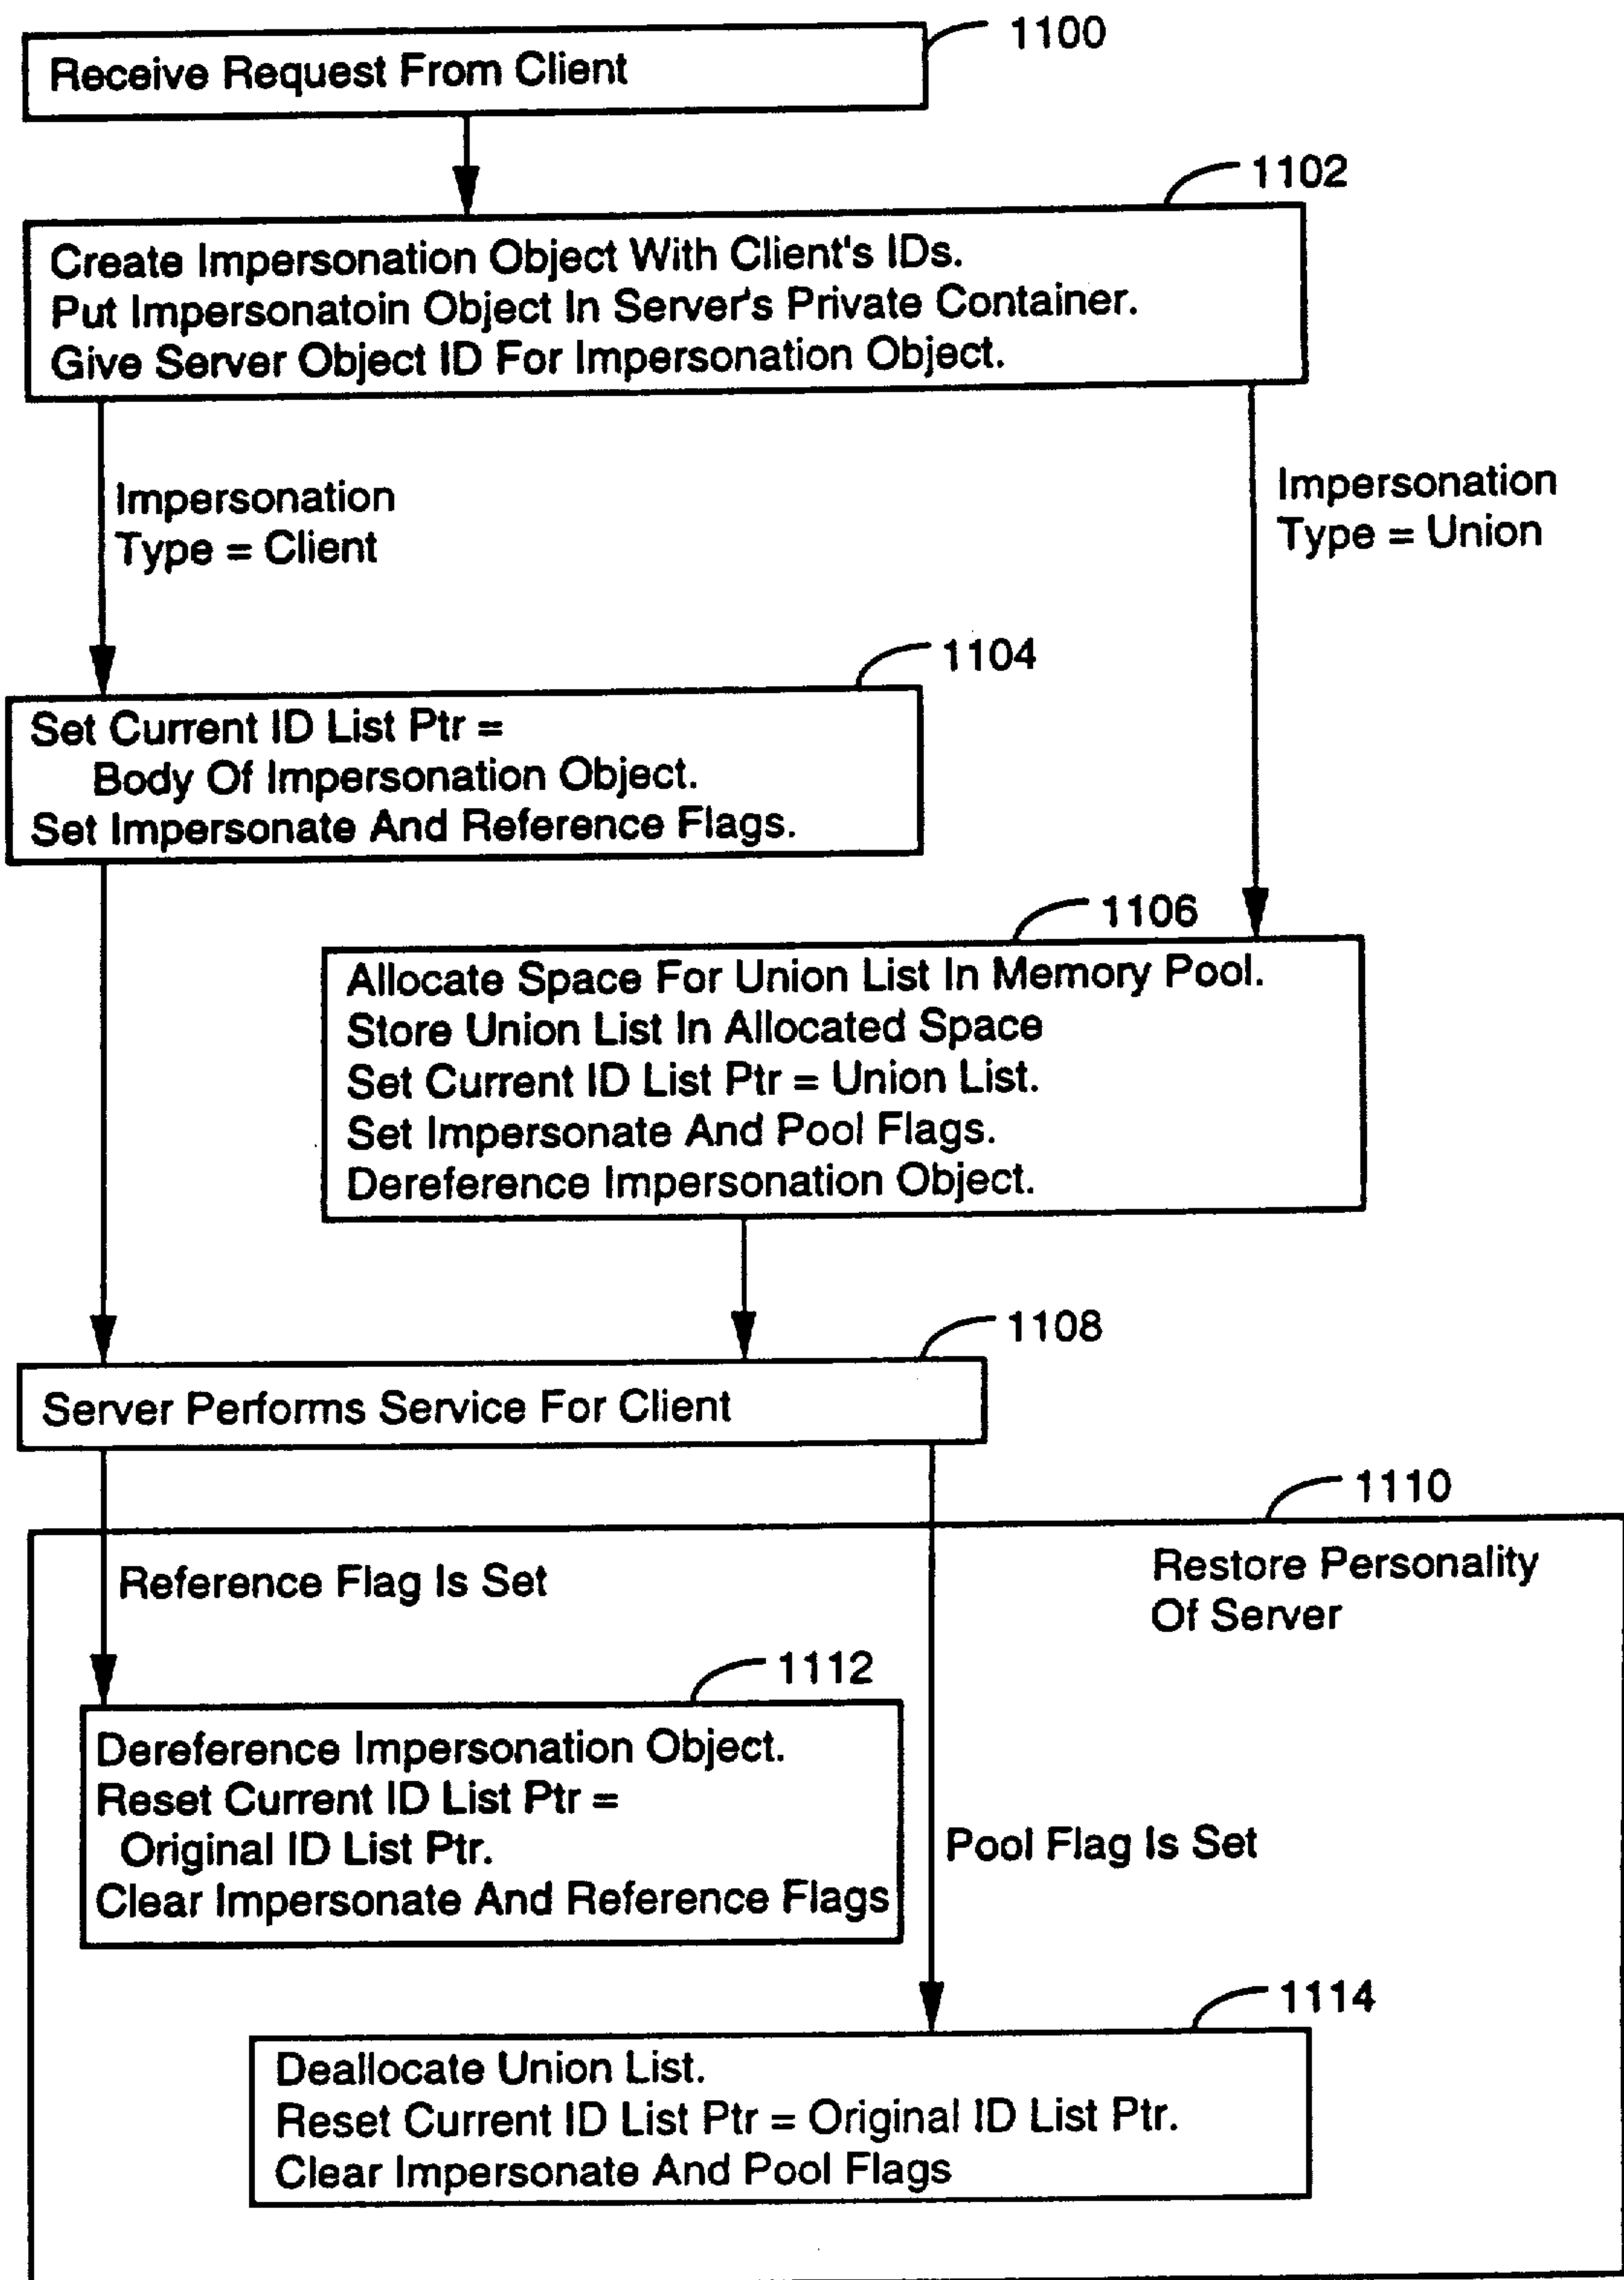 1100
Receive Request From Client
1102
Create Impersonation Object With Client's IDs.
Put Impersonatoin Object In Server's Private Container.
Give Server Object ID For Impersonation Object.
Impersonation
Type = Client
Impersonation
Type = Union
1104
Set Current ID List Ptr =
Body Of Impersonation Object.
Set Impersonate And Reference Flags.
1106
Allocate Space For Union List In Memory Pool.
Store Union List In Allocated Space
Set Current ID List Ptr = Union List.
Set Impersonate And Pool Flags.
Dereference Impersonation Object.
1108
Server Performs Service For Client
1110
Restore Personality
Of Server
Reference Flag Is Set
1112
Dereference Impersonation Object.
Reset Current ID List Ptr =
Original ID List Ptr.
Clear Impersonate And Reference Flags
Pool Flag Is Set
1114
Deallocate Union List.
Reset Current ID List Ptr = Original ID List Ptr.
Clear Impersonate And Pool Flags